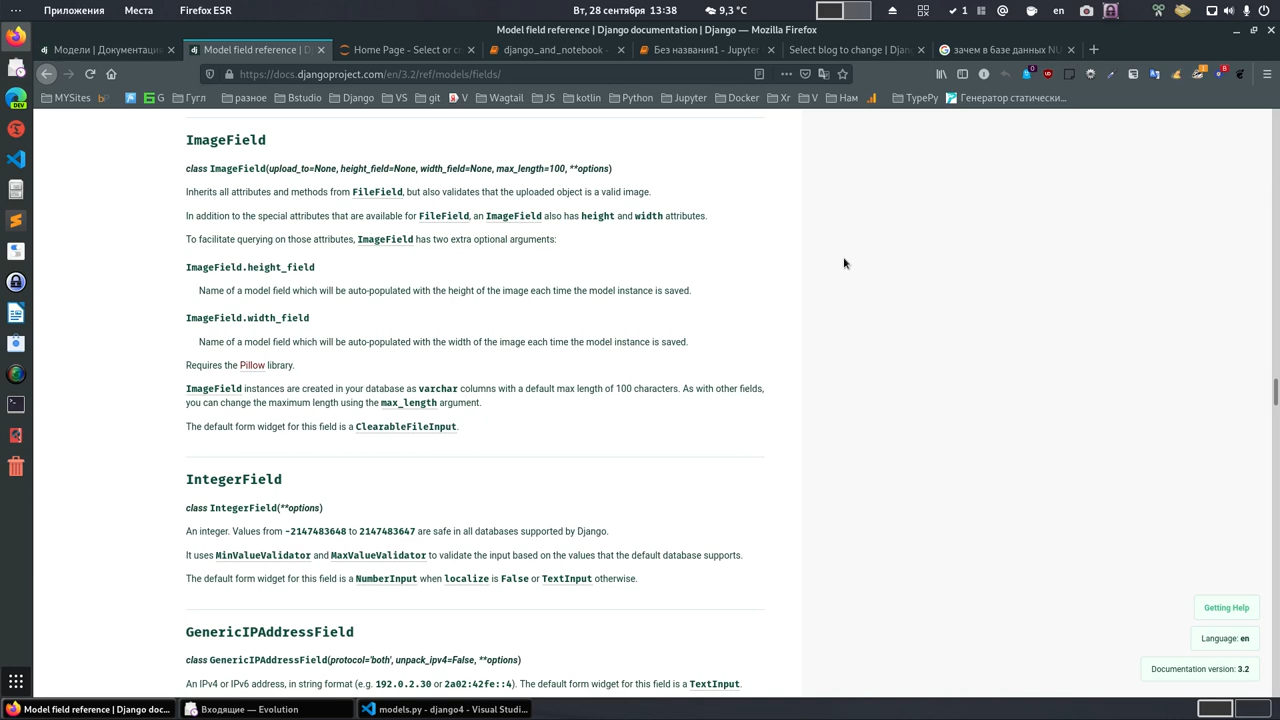 Приложения Места Firefox ESR Вт, 28 сентября 13:38 9,3 °C 1 en
Model field reference | Django documentation | Django — Mozilla Firefox
Модели | Документаци
Model field reference | D
Home Page - Select or c
django_and_notebook -
Без названия1 - Jupyter
Select blog to change | Djan
зачем в базе данных NU
https://docs.djangoproject.com/en/3.2/ref/models/fields/
MYSites Гугл разное Bstudio Django VS git V Wagtail JS kotlin Python Jupyter Docker Xr V Нам TypePy Генератор статически...
ImageField
class ImageField(upload_to=None, height_field=None, width_field=None, max_length=100, **options)
Inherits all attributes and methods from FileField, but also validates that the uploaded object is a valid image.
In addition to the special attributes that are available for FileField, an ImageField also has height and width attributes.
To facilitate querying on those attributes, ImageField has two extra optional arguments:
ImageField.height_field
Name of a model field which will be auto-populated with the height of the image each time the model instance is saved.
ImageField.width_field
Name of a model field which will be auto-populated with the width of the image each time the model instance is saved.
Requires the Pillow library.
ImageField instances are created in your database as varchar columns with a default max length of 100 characters. As with other fields,
you can change the maximum length using the max_length argument.
The default form widget for this field is a ClearableFileInput.
IntegerField
class IntegerField(**options)
An integer. Values from -2147483648 to 2147483647 are safe in all databases supported by Django.
It uses MinValueValidator and MaxValueValidator to validate the input based on the values that the default database supports.
The default form widget for this field is a NumberInput when localize is False or TextInput otherwise.
GenericIPAddressField
class GenericIPAddressField(protocol='both', unpack_ipv4=False, **options)
An IPv4 or IPv6 address, in string format (e.g. 192.0.2.30 or 2a02:42fe::4). The default form widget for this field is a TextInput.
Getting Help
Language: en
Documentation version: 3.2
Model field reference | Django doc...
Входящие — Evolution
models.py - django4 - Visual Studi...